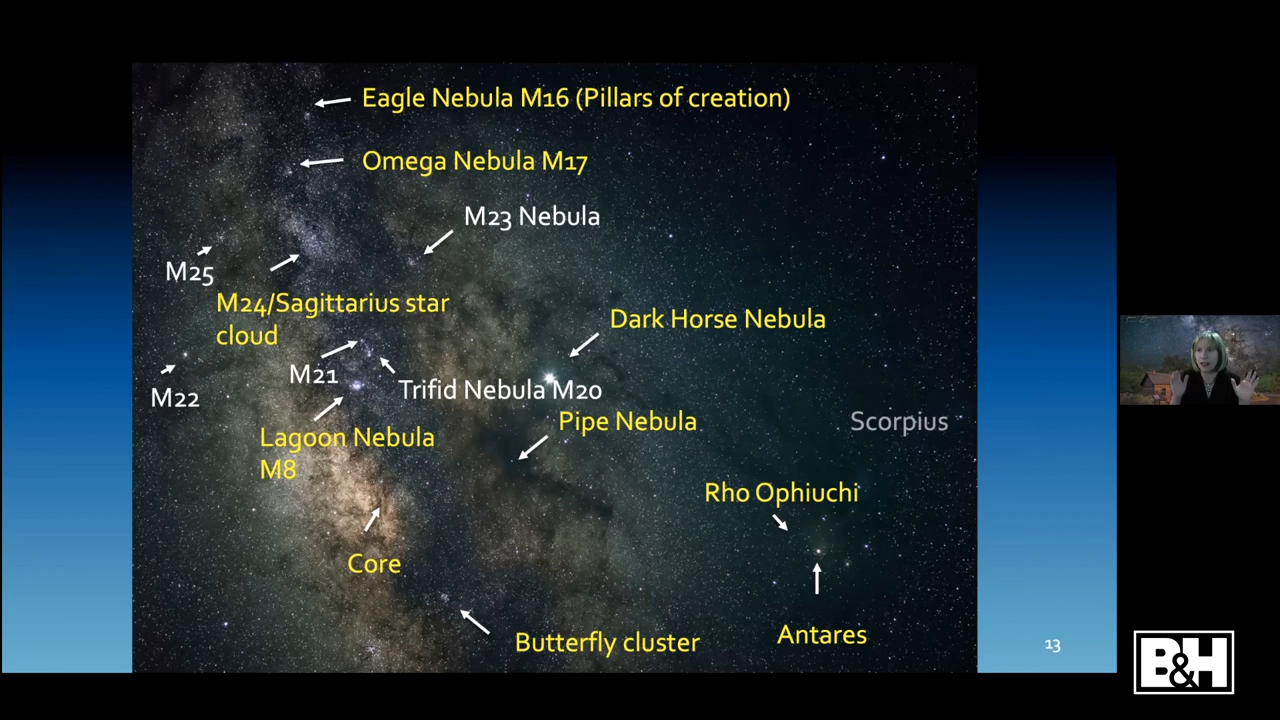 Eagle Nebula M16 (Pillars of creation)
Omega Nebula M17
M23 Nebula
M25
M24/Sagittarius star
cloud
Dark Horse Nebula
M21
Trifid Nebula M20
M22
Pipe Nebula
Scorpius
Lagoon Nebula
M8
Rho Ophiuchi
Core
Butterfly cluster
Antares
13
B&H